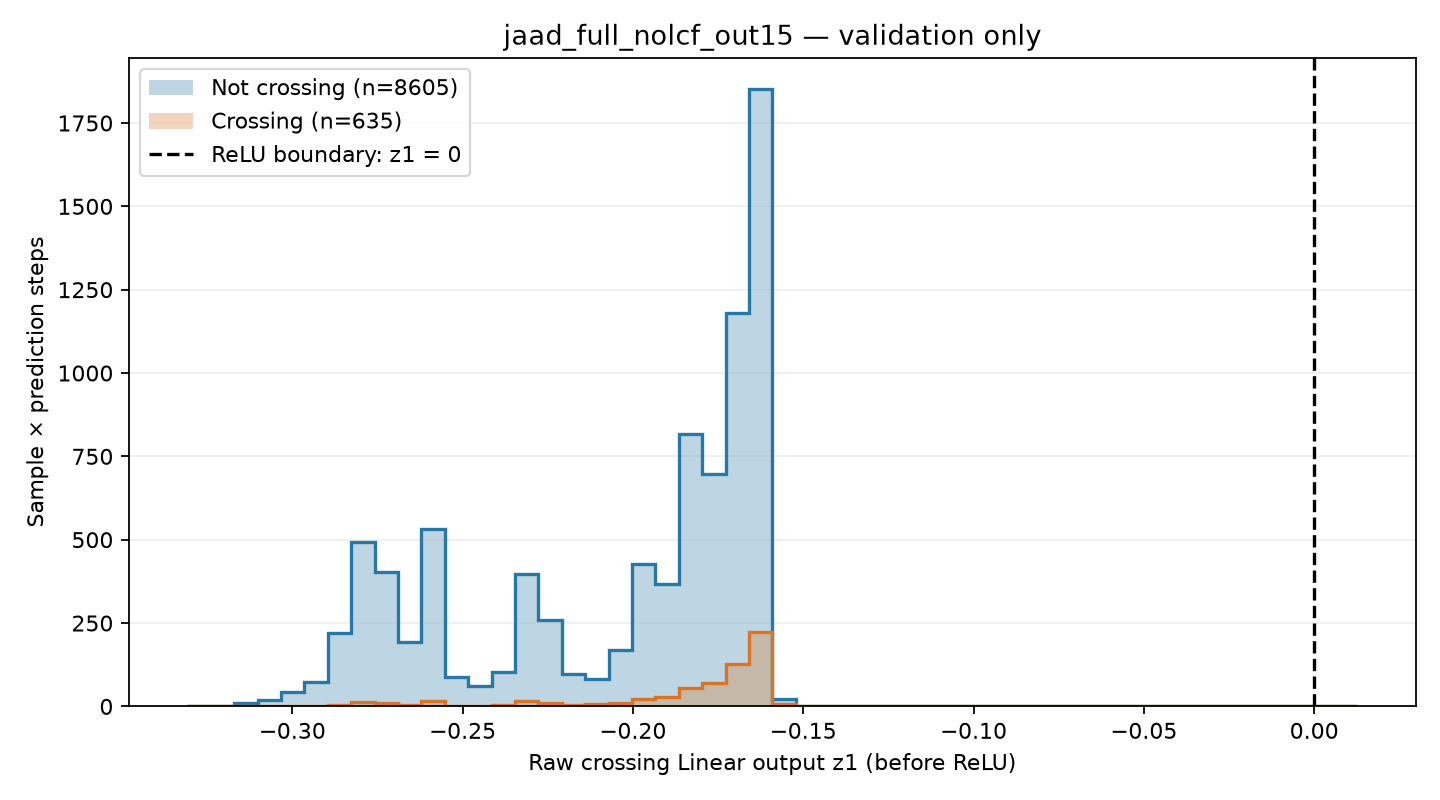 jaad_full_nolcf_out15 — validation only
Not crossing (n=8605)
Crossing (n=635)
ReLU boundary: z1 = 0
Sample × prediction steps
1750
1500
1250
1000
750
500
250
0
−0.30 −0.25 −0.20 −0.15 −0.10 −0.05 0.00
Raw crossing Linear output z1 (before ReLU)